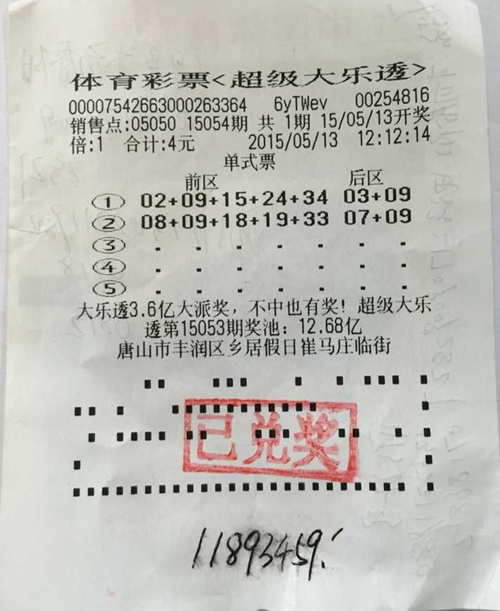 体育彩票<超级大乐透>
00007542663000263364 6yTWev 00254816
销售点:05050 15054期 共1期 15/05/13开奖
倍:1 合计:4元 2015/05/13 12:12:14
单式票
前区 后区
① 02+09+15+24+34 03+09
② 08+09+18+19+33 07+09
③
④
⑤
大乐透3.6亿大派奖，不中也有奖！超级大乐
透第15053期奖池：12.68亿
唐山市丰润区乡居假日崔马庄临街
已兑奖
11893459.